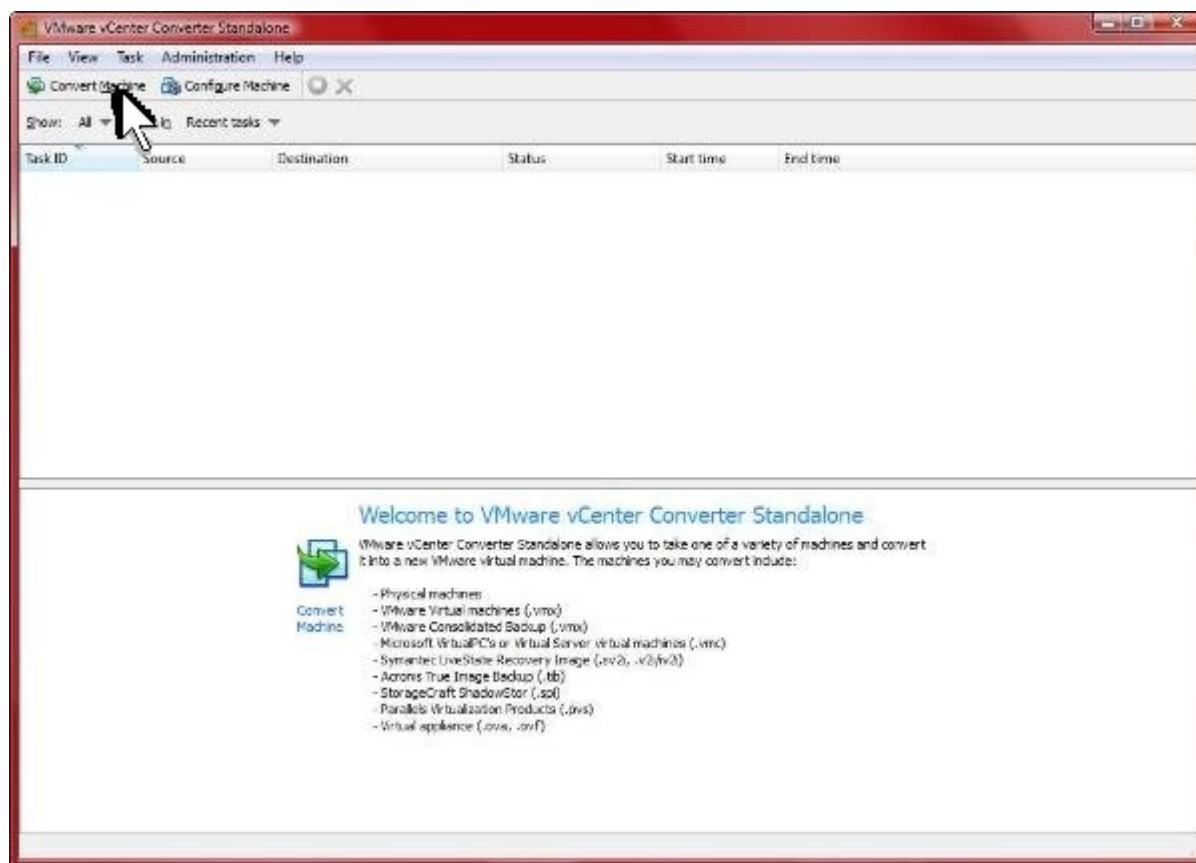 VMware vCenter Converter Standalone
File View Task Administration Help
Convert Machine Configure Machine
Show: All Recent tasks
Task ID Source Destination Status Start time End time
Welcome to VMware vCenter Converter Standalone
VMware vCenter Converter Standalone allows you to take one of a variety of machines and convert
it into a new VMware virtual machine. The machines you may convert include:
- Physical machines
- VMware Virtual machines (.vmx)
- VMware Consolidated Backup (.vmx)
- Microsoft VirtualPC's or Virtual Server virtual machines (.vmc)
- Symantec LiveState Recovery Image (.sv2i, .v2i/iv2i)
- Acronis True Image Backup (.tib)
- StorageCraft ShadowStor (.spi)
- Parallels Virtualization Products (.pvs)
- Virtual appliance (.ova, .ovf)
Convert
Machine